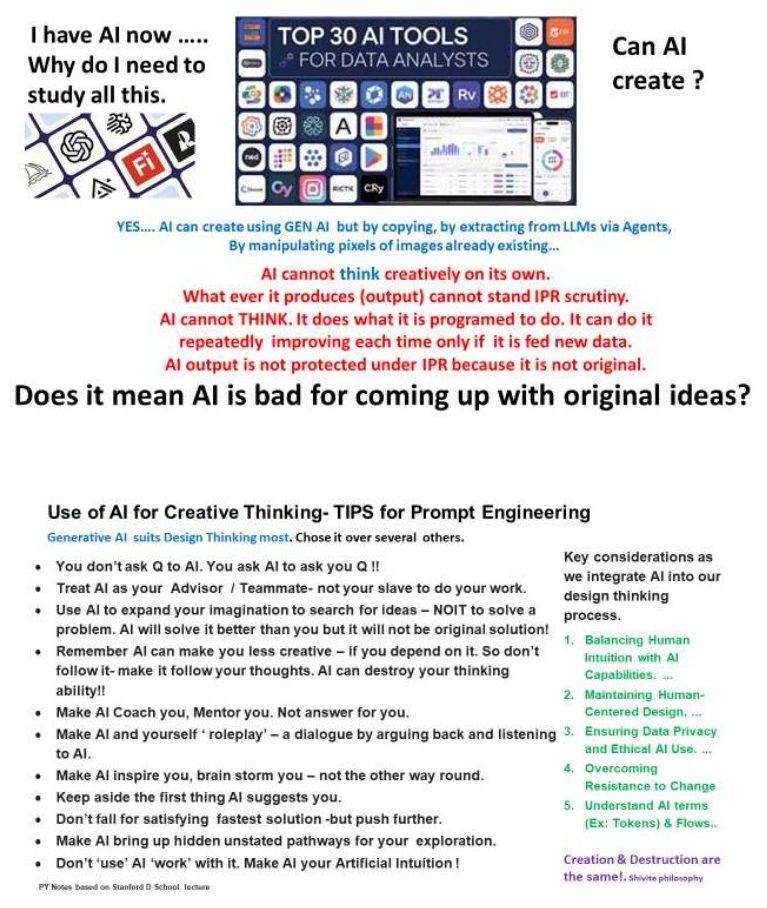 I have AI now …..
Why do I need to
study all this.
TOP 30 AI TOOLS
FOR DATA ANALYSTS
Rv
A
ned
Cy
CRy
Fi
Can AI
create ?
YES…. AI can create using GEN AI but by copying, by extracting from LLMs via Agents,
By manipulating pixels of images already existing…
AI cannot think creatively on its own.
What ever it produces (output) cannot stand IPR scrutiny.
AI cannot THINK. It does what it is programed to do. It can do it
repeatedly improving each time only if it is fed new data.
AI output is not protected under IPR because it is not original.
Does it mean AI is bad for coming up with original ideas?
Use of AI for Creative Thinking- TIPS for Prompt Engineering
Generative AI suits Design Thinking most. Chose it over several others.
• You don’t ask Q to AI. You ask AI to ask you Q !!
• Treat AI as your Advisor / Teammate- not your slave to do your work.
• Use AI to expand your imagination to search for ideas – NOIT to solve a
problem. AI will solve it better than you but it will not be original solution!
• Remember AI can make you less creative – if you depend on it. So don’t
follow it- make it follow your thoughts. AI can destroy your thinking
ability!!
• Make AI Coach you, Mentor you. Not answer for you.
• Make AI and yourself ‘ roleplay’ – a dialogue by arguing back and listening
to AI.
• Make AI inspire you, brain storm you – not the other way round.
• Keep aside the first thing AI suggests you.
• Don’t fall for satisfying fastest solution -but push further.
• Make AI bring up hidden unstated pathways for your exploration.
• Don’t ‘use’ AI ‘work’ with it. Make AI your Artificial Intuition !
PY Notes based on Stanford D School lecture
Key considerations as
we integrate AI into our
design thinking
process.
1. Balancing Human
Intuition with AI
Capabilities. ...
2. Maintaining Human-
Centered Design. ...
3. Ensuring Data Privacy
and Ethical AI Use. ...
4. Overcoming
Resistance to Change
5. Understand AI terms
(Ex: Tokens) & Flows..
Creation & Destruction are
the same!. Shivite philosophy